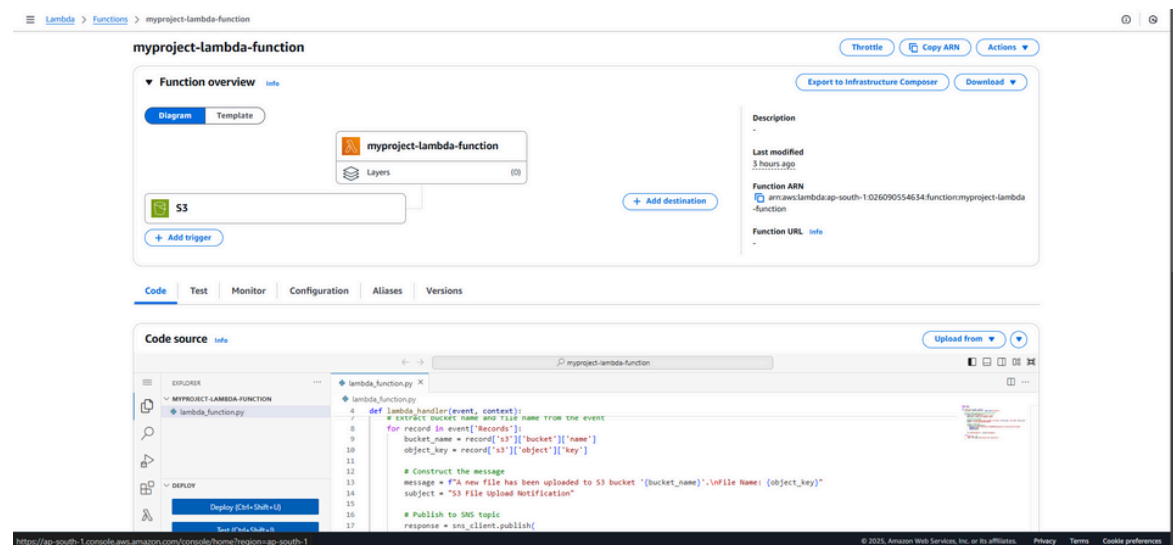 Lambda > Functions > myproject-lambda-function
myproject-lambda-function
Throttle Copy ARN Actions
Function overview Info
Export to Infrastructure Composer Download
Diagram Template
myproject-lambda-function
Layers (0)
S3
+ Add trigger
+ Add destination
Description
-
Last modified
3 hours ago
Function ARN
arn:aws:lambda:ap-south-1:026090554634:function:myproject-lambda
-function
Function URL Info
-
Code Test Monitor Configuration Aliases Versions
Code source Info
Upload from
myproject-lambda-function
EXPLORER
MYPROJECT-LAMBDA-FUNCTION
lambda_function.py
DEPLOY
Deploy (Ctrl+Shift+U)
Test (Ctrl+Shift+I)
lambda_function.py
lambda_function.py
4 def lambda_handler(event, context):
7 # Extract bucket name and file name from the event
8 for record in event['Records']:
9 bucket_name = record['s3']['bucket']['name']
10 object_key = record['s3']['object']['key']
11
12 # Construct the message
13 message = f"A new file has been uploaded to S3 bucket '{bucket_name}'.\nFile Name: {object_key}"
14 subject = "S3 File Upload Notification"
15
16 # Publish to SNS topic
17 response = sns_client.publish(
https://ap-south-1.console.aws.amazon.com/console/home?region=ap-south-1
© 2025, Amazon Web Services, Inc. or its affiliates. Privacy Terms Cookie preferences